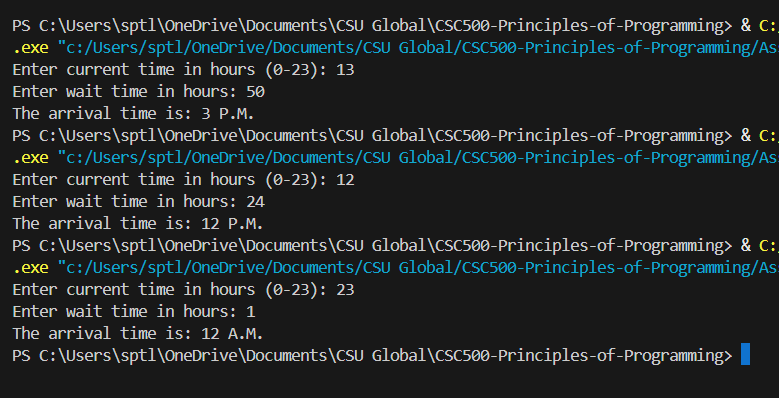 PS C:\Users\sptl\OneDrive\Documents\CSU Global\CSC500-Principles-of-Programming> & C:/
.exe "c:/Users/sptl/OneDrive/Documents/CSU Global/CSC500-Principles-of-Programming/As
Enter current time in hours (0-23): 13
Enter wait time in hours: 50
The arrival time is: 3 P.M.
PS C:\Users\sptl\OneDrive\Documents\CSU Global\CSC500-Principles-of-Programming> & C:/
.exe "c:/Users/sptl/OneDrive/Documents/CSU Global/CSC500-Principles-of-Programming/As
Enter current time in hours (0-23): 12
Enter wait time in hours: 24
The arrival time is: 12 P.M.
PS C:\Users\sptl\OneDrive\Documents\CSU Global\CSC500-Principles-of-Programming> & C:/
.exe "c:/Users/sptl/OneDrive/Documents/CSU Global/CSC500-Principles-of-Programming/As
Enter current time in hours (0-23): 23
Enter wait time in hours: 1
The arrival time is: 12 A.M.
PS C:\Users\sptl\OneDrive\Documents\CSU Global\CSC500-Principles-of-Programming>